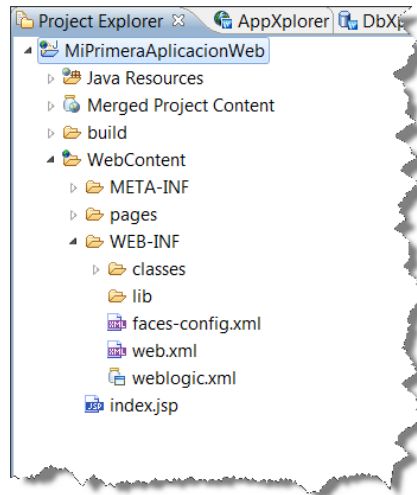 Project Explorer AppXplorer DbXp
MiPrimeraAplicacionWeb
Java Resources
Merged Project Content
build
WebContent
META-INF
pages
WEB-INF
classes
lib
faces-config.xml
web.xml
weblogic.xml
index.jsp